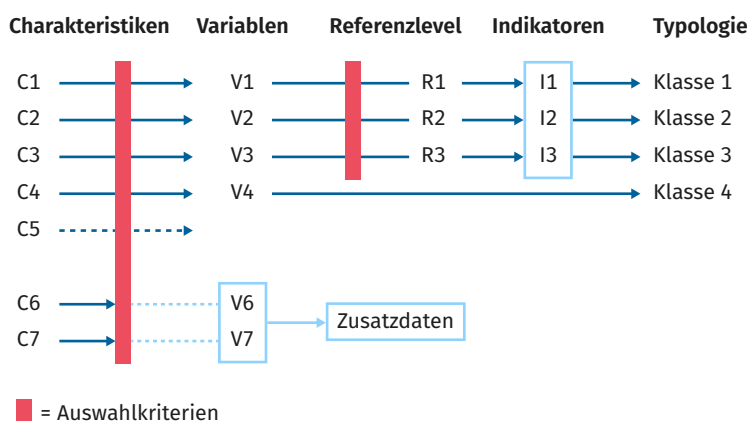 Charakteristiken Variablen Referenzlevel Indikatoren Typologie
C1 V1 R1 I1 Klasse 1
C2 V2 R2 I2 Klasse 2
C3 V3 R3 I3 Klasse 3
C4 V4 Klasse 4
C5
C6 V6
Zusatzdaten
C7 V7
= Auswahlkriterien